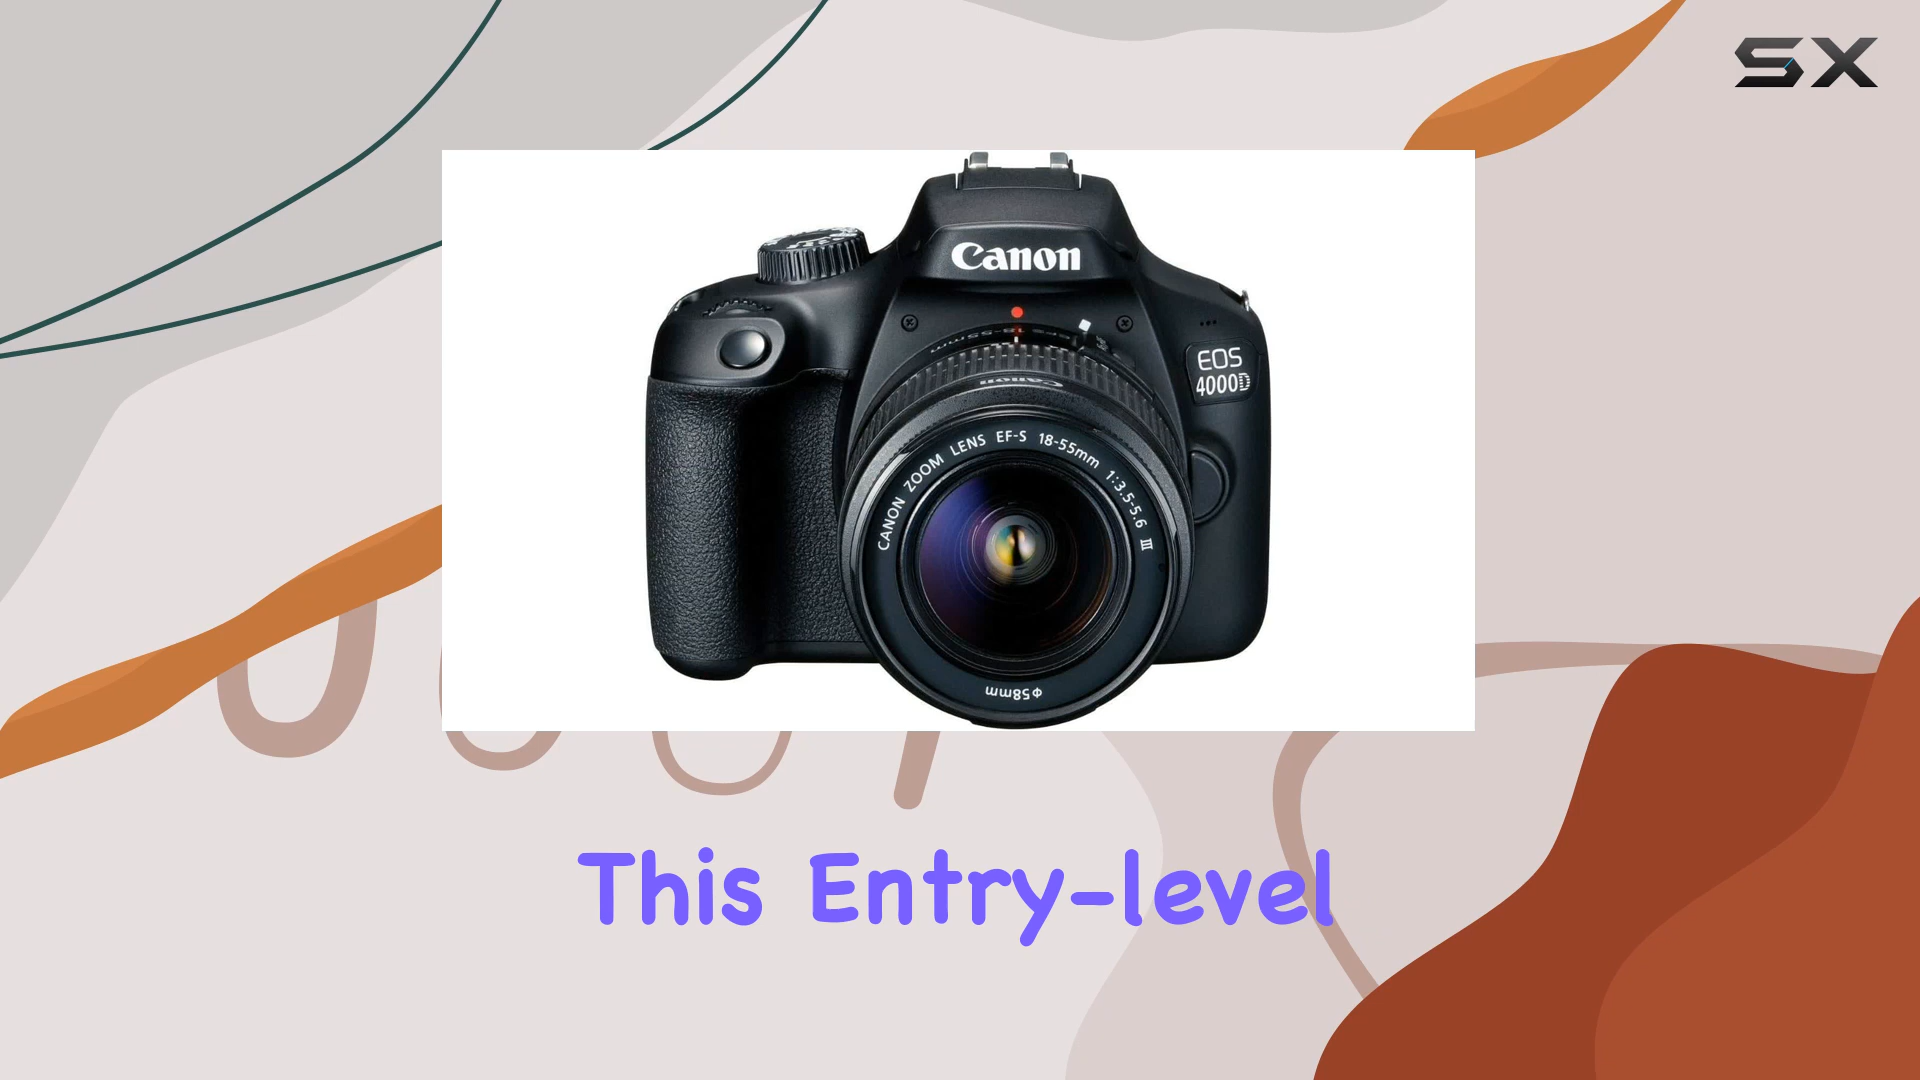 SX
Canon
EOS
4000D
Canon
CANON ZOOM LENS EF-S 18-55mm 1:3.5-5.6 III
ϕ58mm
This Entry-level